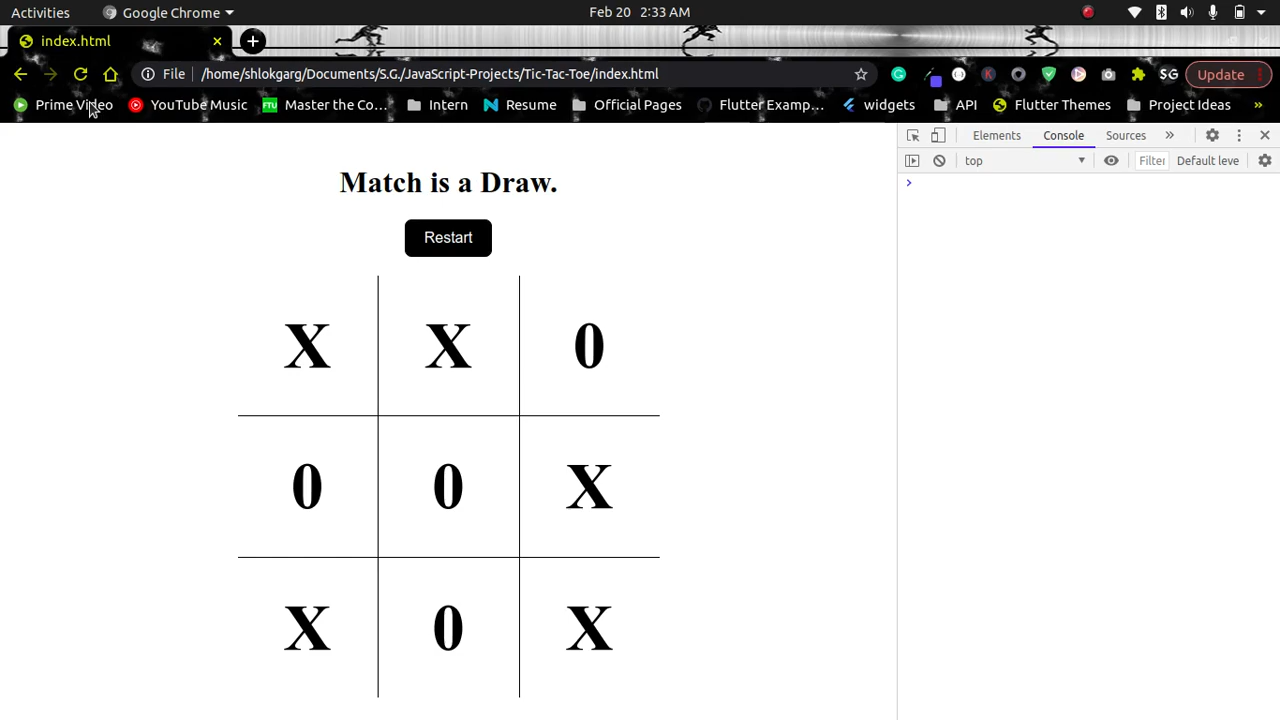 Activities Google Chrome Feb 20 2:33 AM
index.html
File /home/shlokgarg/Documents/S.G./JavaScript-Projects/Tic-Tac-Toe/index.html SG Update
Prime Video YouTube Music FTU Master the Co... Intern Resume Official Pages Flutter Examp... widgets API Flutter Themes Project Ideas »
Elements Console Sources »
top Filter Default leve
Match is a Draw.
Restart
X X 0
0 0 X
X 0 X